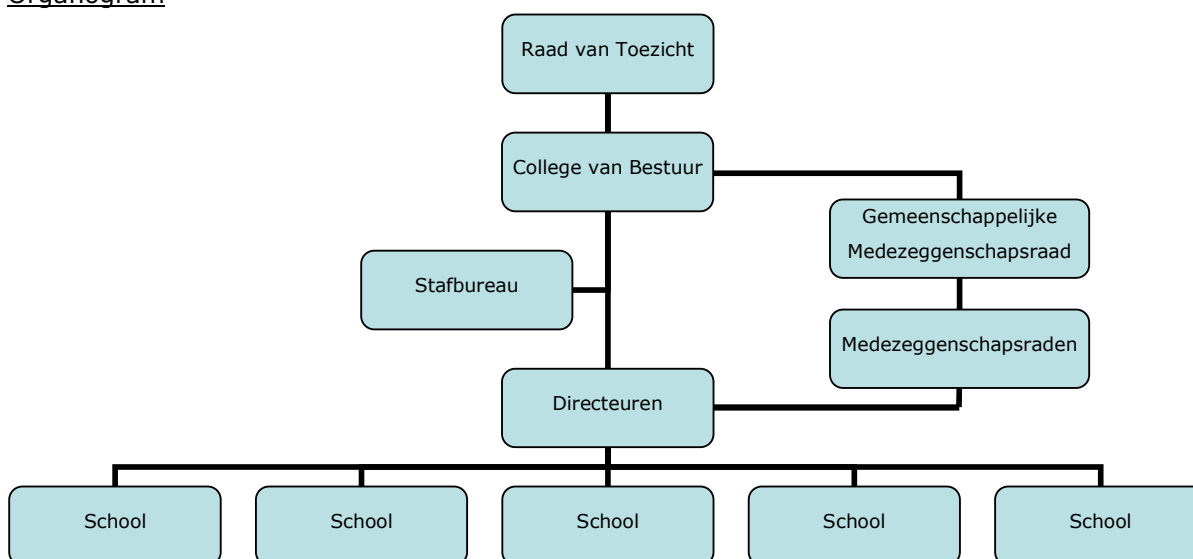 Organogram
Raad van Toezicht
College van Bestuur
Gemeenschappelijke
Medezeggenschapsraad
Stafbureau
Medezeggenschapsraden
Directeuren
School
School
School
School
School